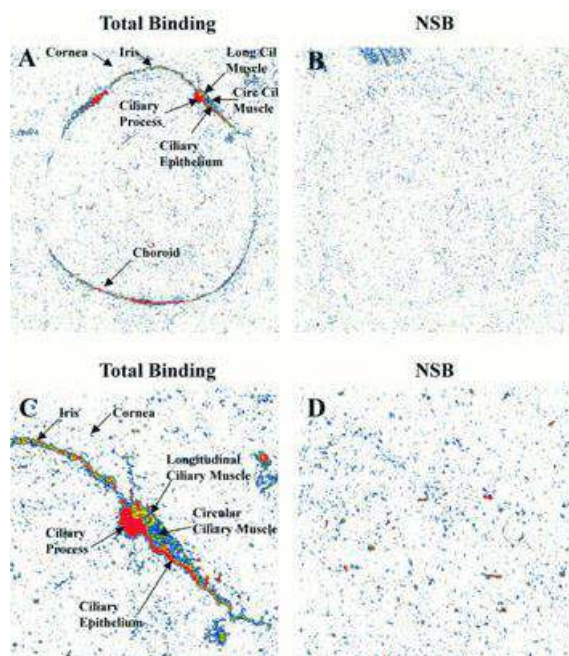 Total Binding
NSB
A
Cornea
Iris
Long Cil
Muscle
Circ Cil
Muscle
Ciliary
Process
Ciliary
Epithelium
Choroid
B
Total Binding
NSB
C
Iris
Cornea
Longitudinal
Ciliary Muscle
Circular
Ciliary Muscle
Ciliary
Process
Ciliary
Epithelium
D